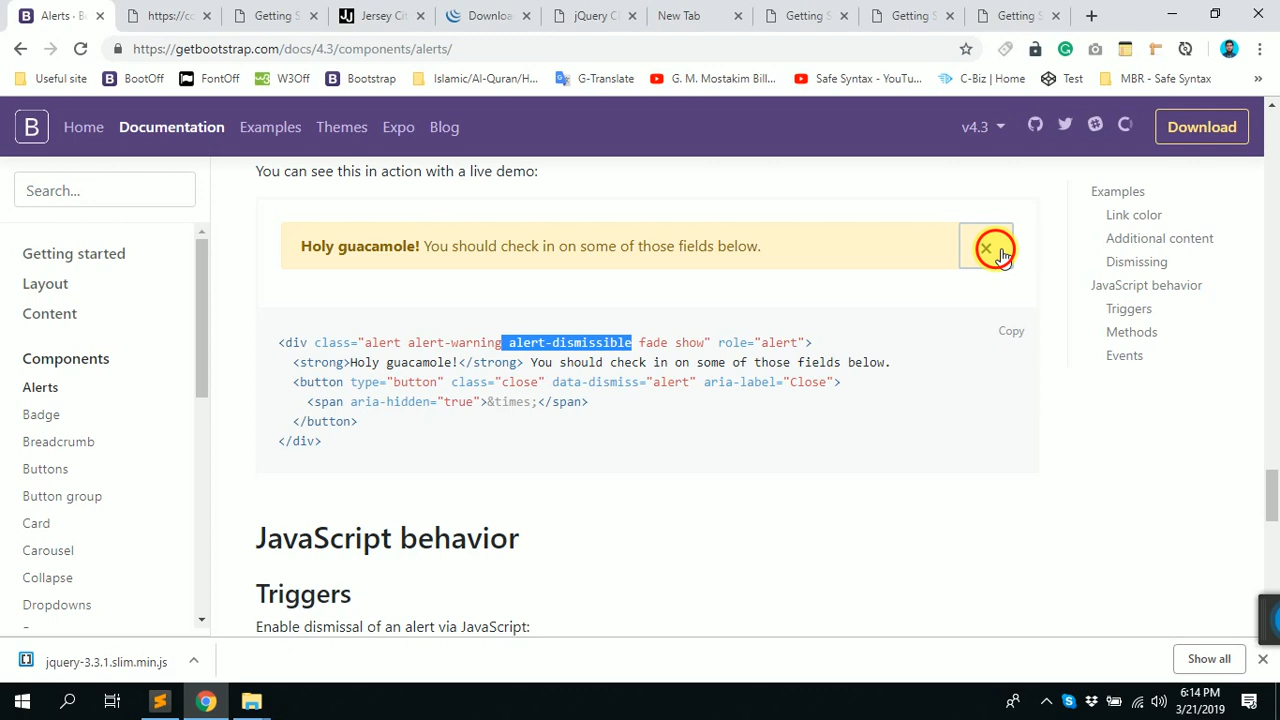 Alerts · Bo
https://cc
Getting S
Jersey Cit
Downloa
jQuery C
New Tab
Getting S
Getting S
Getting S
https://getbootstrap.com/docs/4.3/components/alerts/
Useful site
BootOff
FontOff
W3Off
Bootstrap
Islamic/Al-Quran/H...
G-Translate
G. M. Mostakim Bill...
Safe Syntax - YouTu...
C-Biz | Home
Test
MBR - Safe Syntax
»
B Home Documentation Examples Themes Expo Blog v4.3 Download
Search...
Getting started
Layout
Content
Components
Alerts
Badge
Breadcrumb
Buttons
Button group
Card
Carousel
Collapse
Dropdowns
You can see this in action with a live demo:
Holy guacamole! You should check in on some of those fields below. ×
Copy
<div class="alert alert-warning alert-dismissible fade show" role="alert">
<strong>Holy guacamole!</strong> You should check in on some of those fields below.
<button type="button" class="close" data-dismiss="alert" aria-label="Close">
<span aria-hidden="true">&times;</span>
</button>
</div>
JavaScript behavior
Triggers
Enable dismissal of an alert via JavaScript:
Examples
Link color
Additional content
Dismissing
JavaScript behavior
Triggers
Methods
Events
jquery-3.3.1.slim.min.js
Show all
6:14 PM
3/21/2019